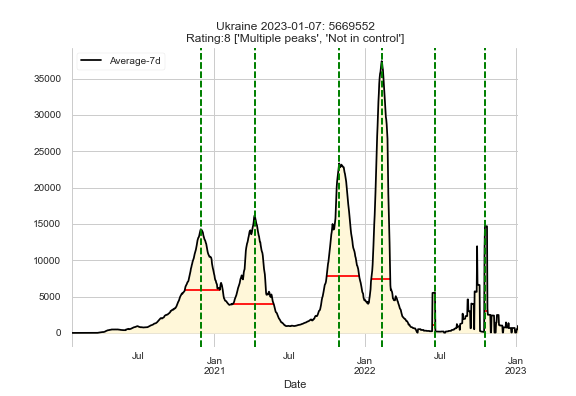 Ukraine 2023-01-07: 5669552
Rating:8 ['Multiple peaks', 'Not in control']
Average-7d
35000
30000
25000
20000
15000
10000
5000
0
Jul
Jan
2021
Jul
Jan
2022
Jul
Jan
2023
Date